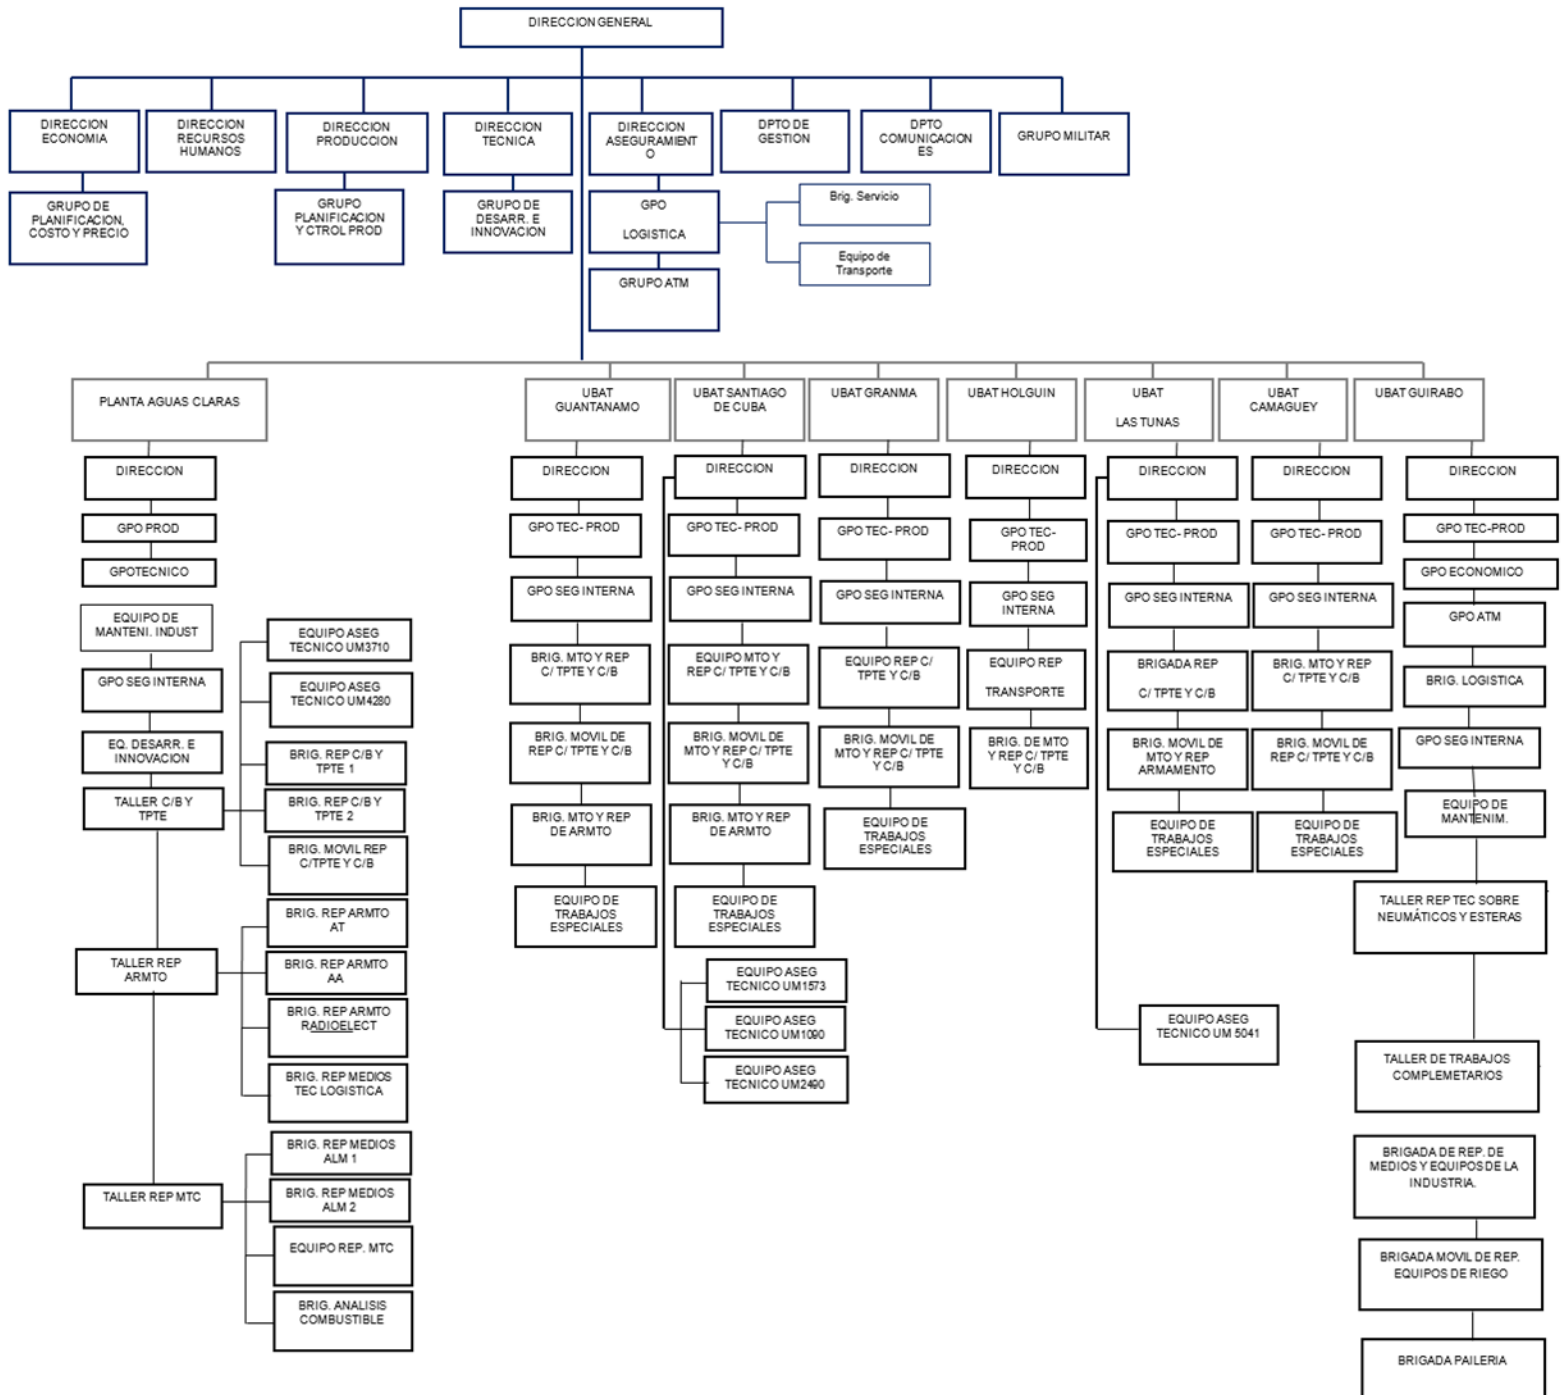 DIRECCION GENERAL
DIRECCION
ECONOMIA
DIRECCION
RECURSOS
HUMANOS
DIRECCION
PRODUCCION
DIRECCION
TECNICA
DIRECCION
ASEGURAMIENT
O
DPTO DE
GESTION
DPTO
COMUNICACION
ES
GRUPO MILITAR
GRUPO DE
PLANIFICACION,
COSTO Y PRECIO
GRUPO
PLANIFICACION
Y CTROL PROD
GRUPO DE
DESARR. E
INNOVACION
GPO
LOGISTICA
Brig. Servicio
Equipo de
Transporte
GRUPO ATM
PLANTA AGUAS CLARAS
DIRECCION
GPO PROD
GPOTECNICO
EQUIPO DE
MANTENI. INDUST
GPO SEG INTERNA
EQ. DESARR. E
INNOVACION
TALLER C/B Y
TPTE
EQUIPO ASEG
TECNICO UM3710
EQUIPO ASEG
TECNICO UM4280
BRIG. REP C/B Y
TPTE 1
BRIG. REP C/B Y
TPTE 2
BRIG. MOVIL REP
C/TPTE Y C/B
TALLER REP
ARMTO
BRIG. REP ARMTO
AT
BRIG. REP ARMTO
AA
BRIG. REP ARMTO
RADIOELECT
BRIG. REP MEDIOS
TEC LOGISTICA
TALLER REP MTC
BRIG. REP MEDIOS
ALM 1
BRIG. REP MEDIOS
ALM 2
EQUIPO REP. MTC
BRIG. ANALISIS
COMBUSTIBLE
UBAT
GUANTANAMO
DIRECCION
GPO TEC- PROD
GPO SEG INTERNA
BRIG. MTO Y REP
C/ TPTE Y C/B
BRIG. MOVIL DE
REP C/ TPTE Y C/B
BRIG. MTO Y REP
DE ARMTO
EQUIPO DE
TRABAJOS
ESPECIALES
UBAT SANTIAGO
DE CUBA
DIRECCION
GPO TEC- PROD
GPO SEG INTERNA
EQUIPO MTO Y
REP C/ TPTE Y C/B
BRIG. MOVIL DE
MTO Y REP C/ TPTE
Y C/B
BRIG. MTO Y REP
DE ARMTO
EQUIPO DE
TRABAJOS
ESPECIALES
EQUIPO ASEG
TECNICO UM1573
EQUIPO ASEG
TECNICO UM1090
EQUIPO ASEG
TECNICO UM2490
UBAT GRANMA
DIRECCION
GPO TEC- PROD
GPO SEG INTERNA
EQUIPO REP C/
TPTE Y C/B
BRIG. MOVIL DE
MTO Y REP C/ TPTE
Y C/B
EQUIPO DE
TRABAJOS
ESPECIALES
UBAT HOLGUIN
DIRECCION
GPO TEC-
PROD
GPO SEG
INTERNA
EQUIPO REP
TRANSPORTE
BRIG. DE MTO
Y REP C/ TPTE
Y C/B
UBAT
LAS TUNAS
DIRECCION
GPO TEC- PROD
GPO SEG INTERNA
BRIGADA REP
C/ TPTE Y C/B
BRIG. MOVIL DE
MTO Y REP
ARMAMENTO
EQUIPO DE
TRABAJOS
ESPECIALES
EQUIPO ASEG
TECNICO UM 5041
UBAT
CAMAGUEY
DIRECCION
GPO TEC- PROD
GPO SEG INTERNA
BRIG. MTO Y REP
C/ TPTE Y C/B
BRIG. MOVIL DE
REP C/ TPTE Y C/B
EQUIPO DE
TRABAJOS
ESPECIALES
UBAT GUIRABO
DIRECCION
GPO TEC-PROD
GPO ECONOMICO
GPO ATM
BRIG. LOGISTICA
GPO SEG INTERNA
EQUIPO DE
MANTENIM.
TALLER REP TEC SOBRE
NEUMÁTICOS Y ESTERAS
TALLER DE TRABAJOS
COMPLEMETARIOS
BRIGADA DE REP. DE
MEDIOS Y EQUIPOS DE LA
INDUSTRIA.
BRIGADA MOVIL DE REP.
EQUIPOS DE RIEGO
BRIGADA PAILERIA